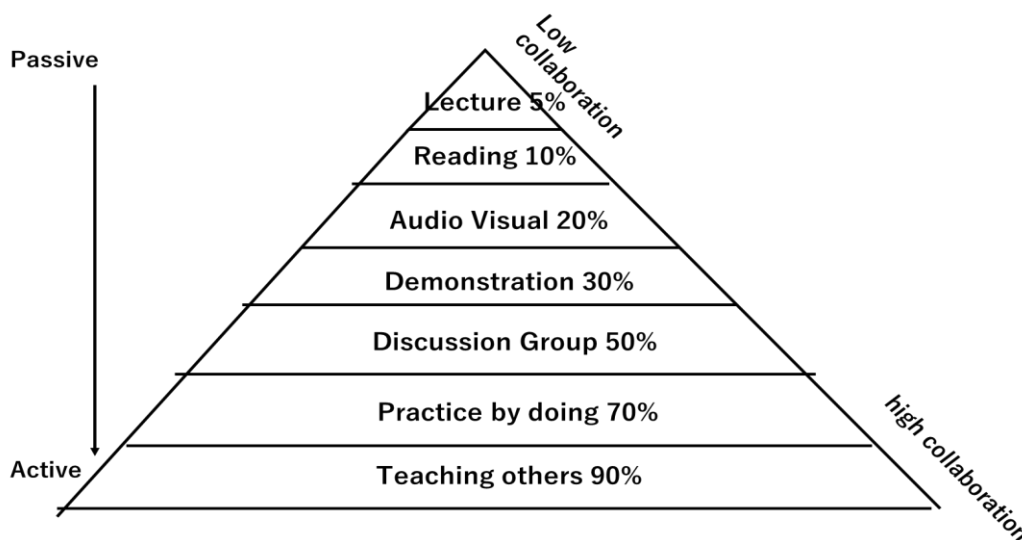 Passive
Low
collaboration
Lecture 5%
Reading 10%
Audio Visual 20%
Demonstration 30%
Discussion Group 50%
Practice by doing 70%
high collaboration
Active
Teaching others 90%